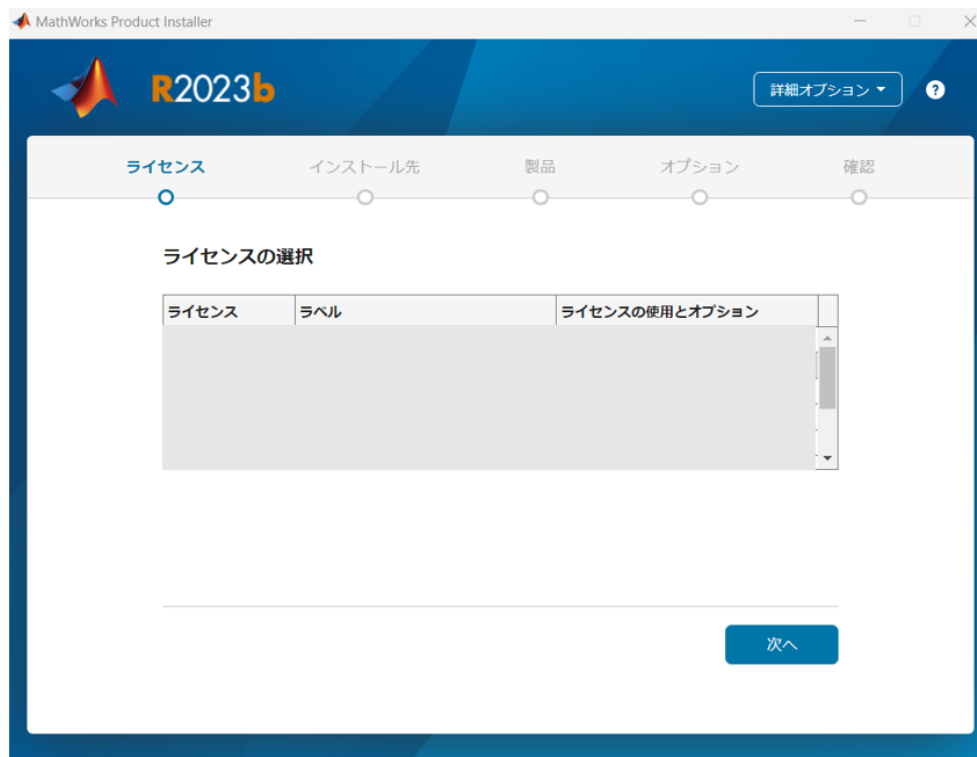 MathWorks Product Installer
R2023b
詳細オプション
?
ライセンス インストール先 製品 オプション 確認
ライセンスの選択
ライセンス ラベル ライセンスの使用とオプション
次へ